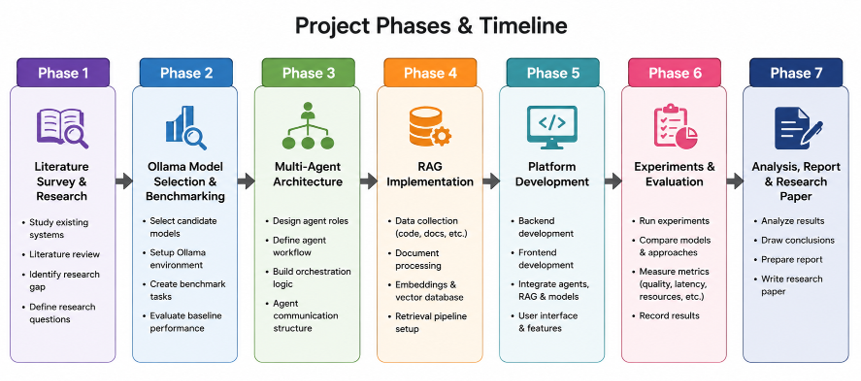 Project Phases & Timeline
Phase 1
Literature
Survey &
Research
• Study existing
systems
• Literature review
• Identify research
gap
• Define research
questions
Phase 2
Ollama Model
Selection &
Benchmarking
• Select candidate
models
• Setup Ollama
environment
• Create benchmark
tasks
• Evaluate baseline
performance
Phase 3
Multi-Agent
Architecture
• Design agent roles
• Define agent
workflow
• Build orchestration
logic
• Agent
communication
structure
Phase 4
RAG
Implementation
• Data collection
(code, docs, etc.)
• Document
processing
• Embeddings &
vector database
• Retrieval pipeline
setup
Phase 5
</>
Platform
Development
• Backend
development
• Frontend
development
• Integrate agents,
RAG & models
• User interface
& features
Phase 6
Experiments &
Evaluation
• Run experiments
• Compare models
& approaches
• Measure metrics
(quality, latency,
resources, etc.)
• Record results
Phase 7
Analysis, Report
& Research
Paper
• Analyze results
• Draw conclusions
• Prepare report
• Write research
paper